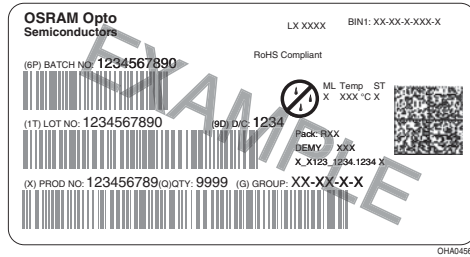 OSRAM Opto
Semiconductors
LX XXXX
BIN1: XX-XX-X-XXX-X
RoHS Compliant
(6P) BATCH NO: 1234567890
ML Temp ST
X XXX °C X
(1T) LOT NO: 1234567890
(9D) D/C: 1234
Pack: RXX
DEMY XXX
X_X123_1234.1234 X
(X) PROD NO: 123456789(Q)QTY: 9999 (G) GROUP: XX-XX-X-X
EXAMPLE